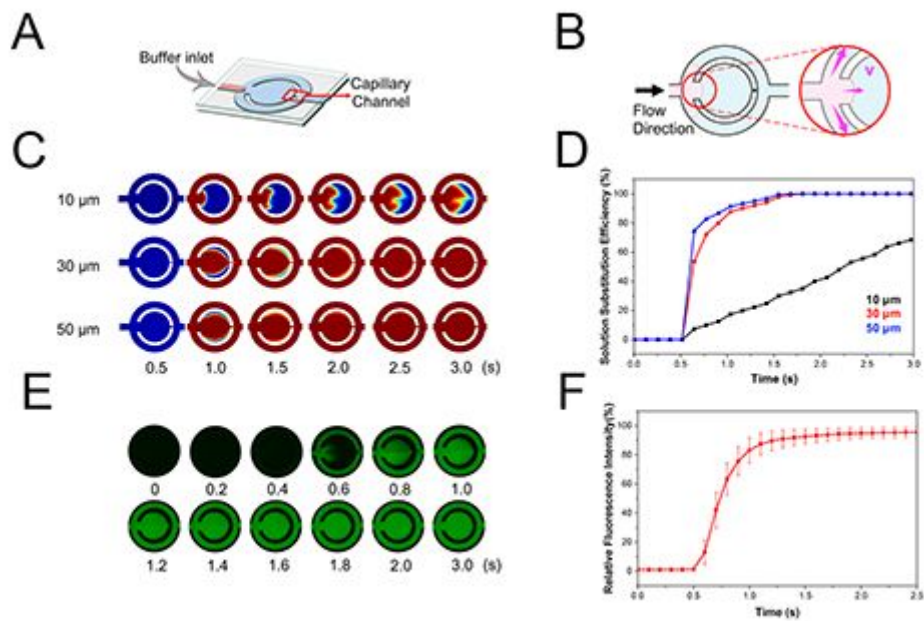 A
Buffer inlet
Capillary
Channel
B
Flow
Direction
v
C
10 μm
30 μm
50 μm
0.5 1.0 1.5 2.0 2.5 3.0 (s)
D
Solution Substitution Efficiency (%)
100
80
60
40
20
0
10 μm
30 μm
50 μm
0.0 0.5 1.0 1.5 2.0 2.5 3.0
Time (s)
E
0 0.2 0.4 0.6 0.8 1.0
1.2 1.4 1.6 1.8 2.0 3.0 (s)
F
Relative Fluorescence Intensity(%)
100
80
60
40
20
0
0.0 0.5 1.0 1.5 2.0 2.5
Time (s)